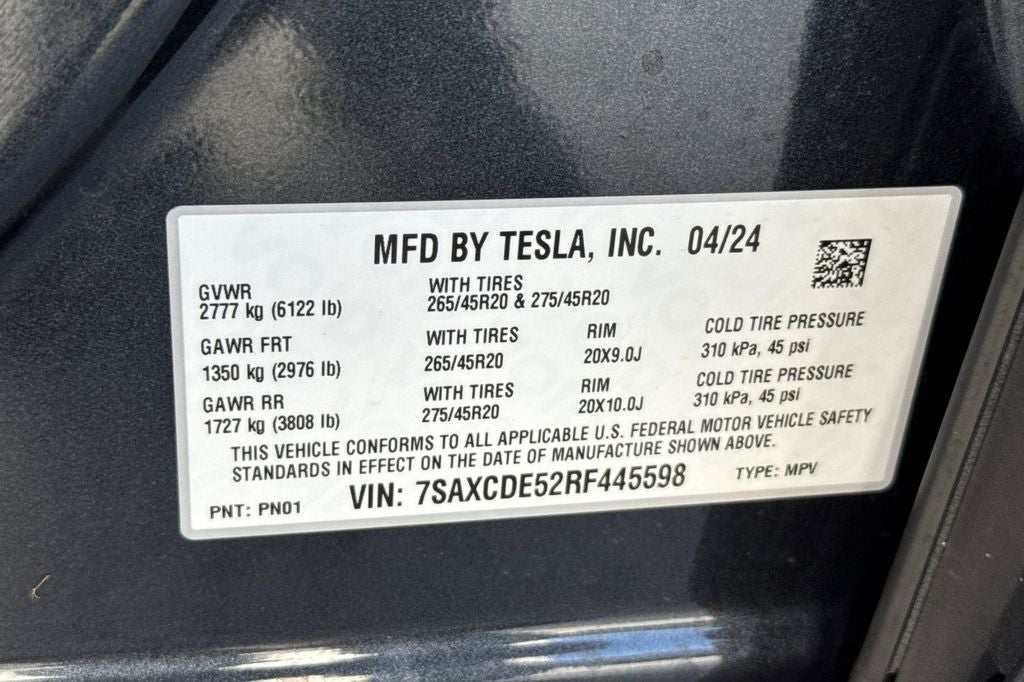 MFD BY TESLA, INC. 04/24
GVWR
2777 kg (6122 lb)
WITH TIRES
265/45R20 & 275/45R20
GAWR FRT
1350 kg (2976 lb)
WITH TIRES
265/45R20
RIM
20X9.0J
COLD TIRE PRESSURE
310 kPa, 45 psi
GAWR RR
1727 kg (3808 lb)
WITH TIRES
275/45R20
RIM
20X10.0J
COLD TIRE PRESSURE
310 kPa, 45 psi
THIS VEHICLE CONFORMS TO ALL APPLICABLE U.S. FEDERAL MOTOR VEHICLE SAFETY
STANDARDS IN EFFECT ON THE DATE OF MANUFACTURE SHOWN ABOVE.
PNT: PN01
VIN: 7SAXCDE52RF445598
TYPE: MPV